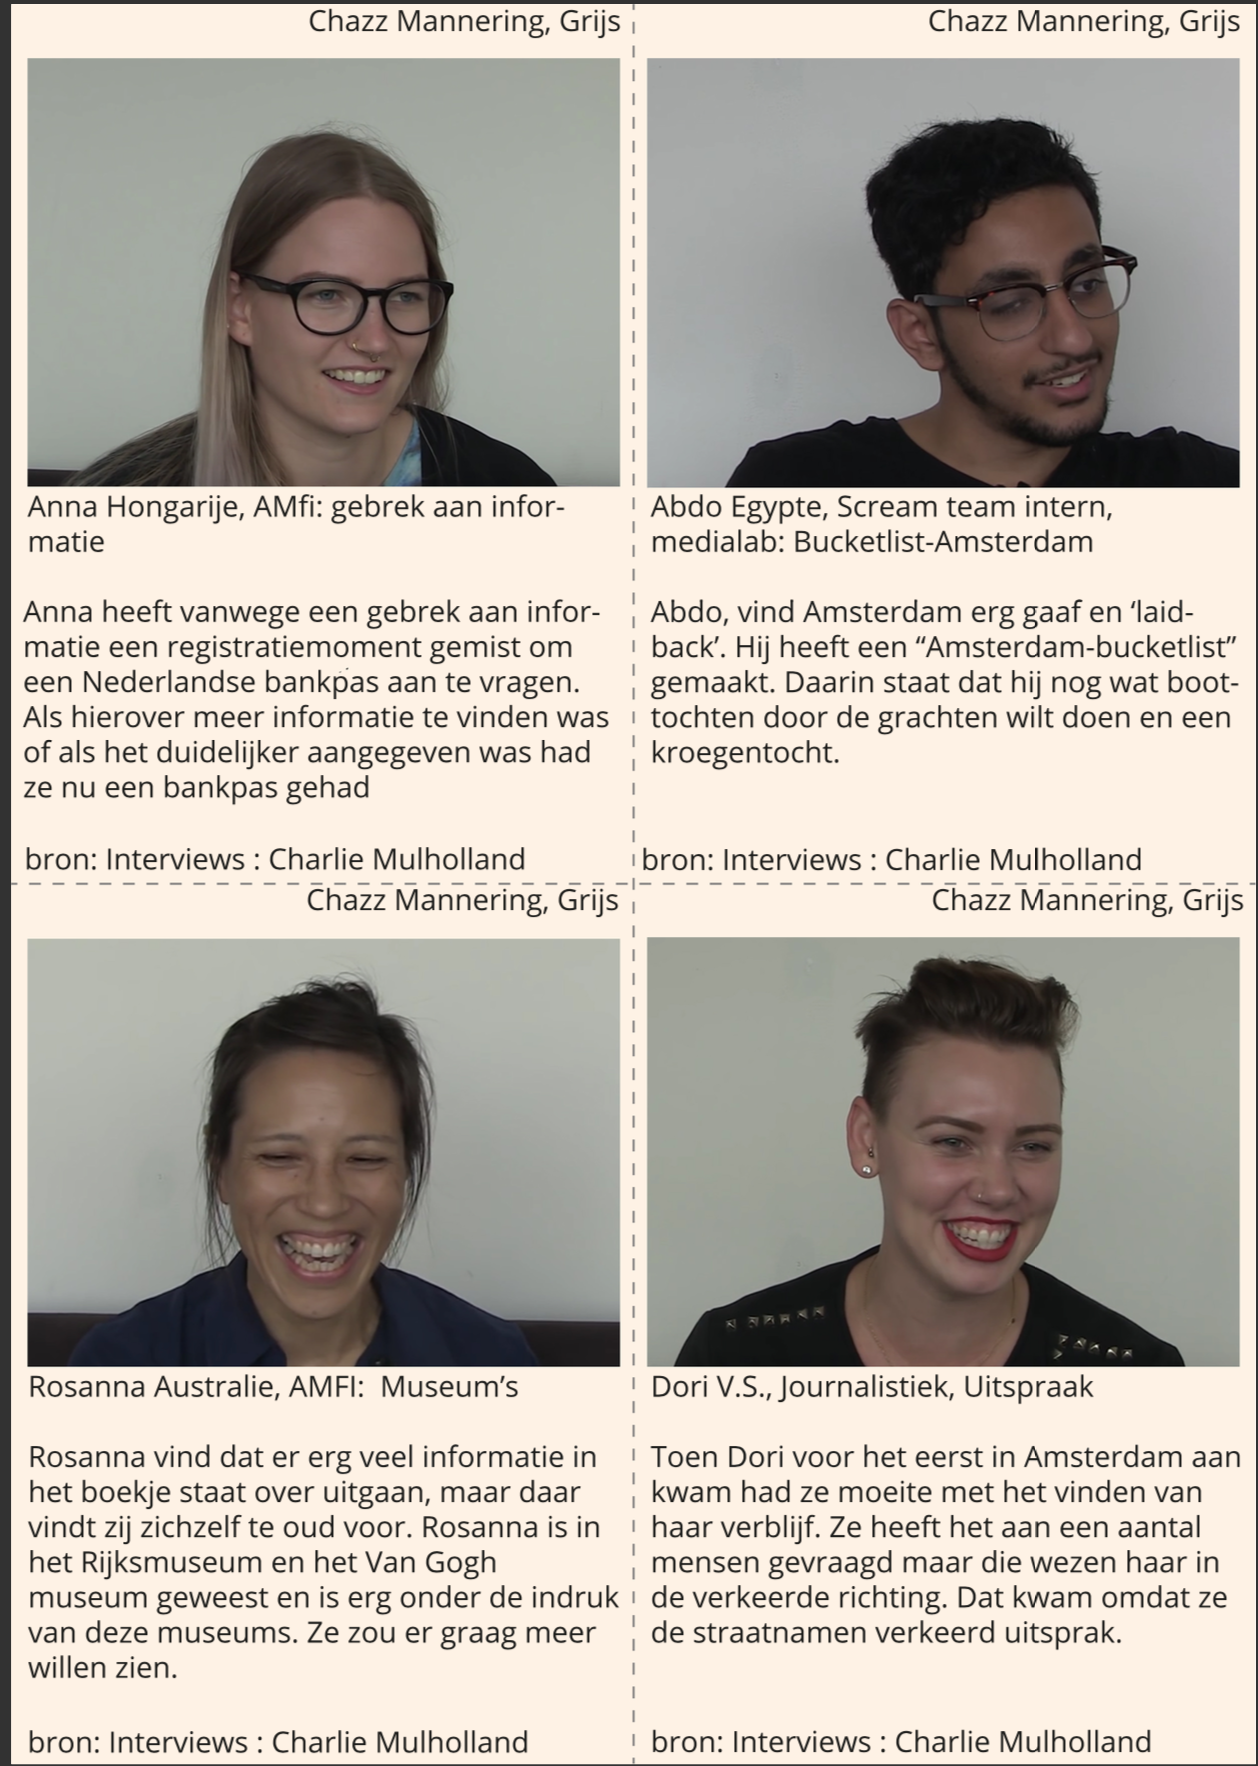 Chazz Mannering, Grijs
Anna Hongarije, AMfi: gebrek aan infor-
matie
Anna heeft vanwege een gebrek aan infor-
matie een registratiemoment gemist om
een Nederlandse bankpas aan te vragen.
Als hierover meer informatie te vinden was
of als het duidelijker aangegeven was had
ze nu een bankpas gehad
bron: Interviews : Charlie Mulholland
Chazz Mannering, Grijs
Abdo Egypte, Scream team intern,
medialab: Bucketlist-Amsterdam
Abdo, vind Amsterdam erg gaaf en ‘laid-
back’. Hij heeft een “Amsterdam-bucketlist”
gemaakt. Daarin staat dat hij nog wat boot-
tochten door de grachten wilt doen en een
kroegentocht.
bron: Interviews : Charlie Mulholland
Chazz Mannering, Grijs
Rosanna Australie, AMFI:  Museum’s
Rosanna vind dat er erg veel informatie in
het boekje staat over uitgaan, maar daar
vindt zij zichzelf te oud voor. Rosanna is in
het Rijksmuseum en het Van Gogh
museum geweest en is erg onder de indruk
van deze museums. Ze zou er graag meer
willen zien.
bron: Interviews : Charlie Mulholland
Chazz Mannering, Grijs
Dori V.S., Journalistiek, Uitspraak
Toen Dori voor het eerst in Amsterdam aan
kwam had ze moeite met het vinden van
haar verblijf. Ze heeft het aan een aantal
mensen gevraagd maar die wezen haar in
de verkeerde richting. Dat kwam omdat ze
de straatnamen verkeerd uitsprak.
bron: Interviews : Charlie Mulholland